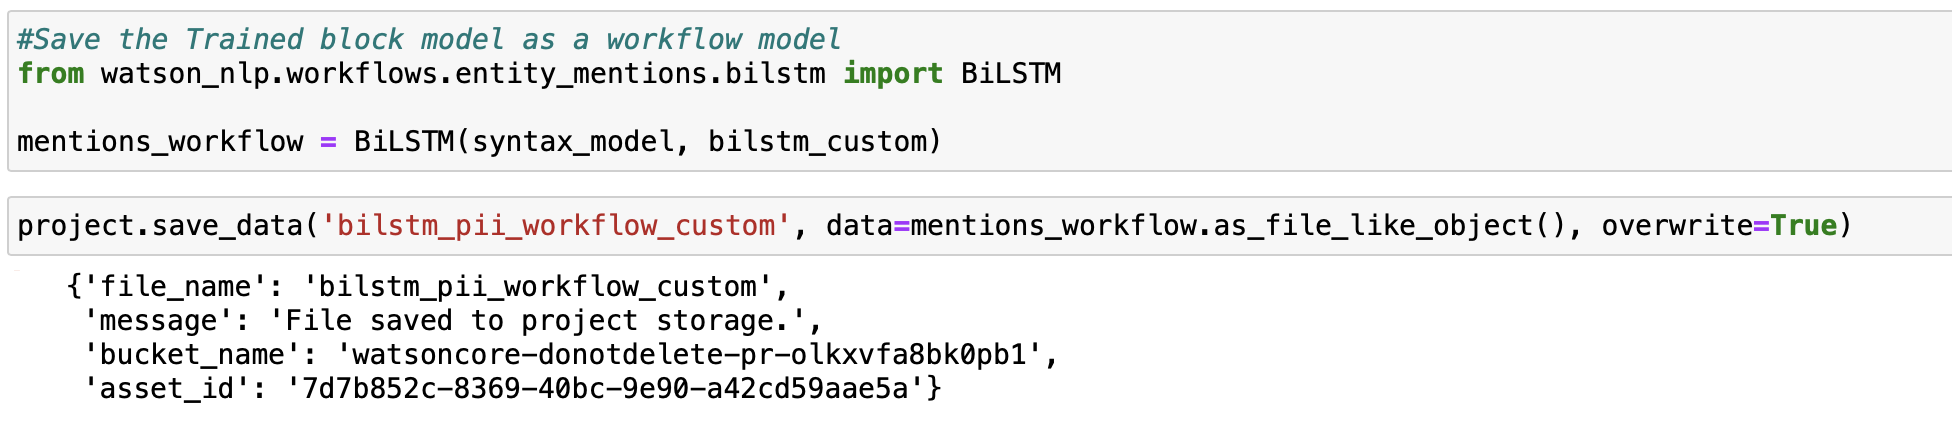 #Save the Trained block model as a workflow model
from watson_nlp.workflows.entity_mentions.bilstm import BiLSTM
mentions_workflow = BiLSTM(syntax_model, bilstm_custom)
project.save_data('bilstm_pii_workflow_custom', data=mentions_workflow.as_file_like_object(), overwrite=True)
{'file_name': 'bilstm_pii_workflow_custom',
'message': 'File saved to project storage.',
'bucket_name': 'watsoncore-donotdelete-pr-olkxvfa8bk0pb1',
'asset_id': '7d7b852c-8369-40bc-9e90-a42cd59aae5a'}